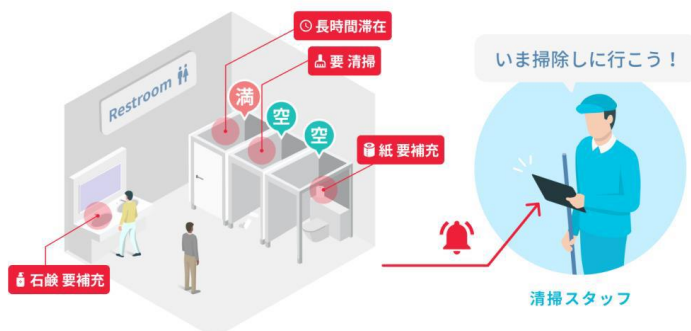 長時間滞在
要 清掃
いま掃除しに行こう！
Restroom
満
空
空
紙 要補充
石鹸 要補充
清掃スタッフ